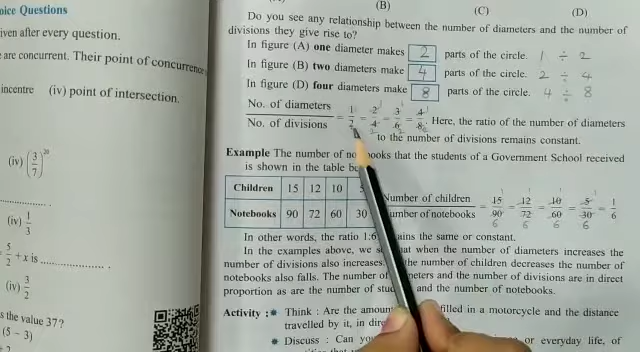 oice Questions
iven after every question.
e are concurrent. Their point of concurrence
incentre (iv) point of intersection.
(iv) (3/7)^20
(iv) 1/3
= 5/2 + x is
(iv) 3/2
s the value 37?
(5 − 3)
(B) (C) (D)
Do you see any relationship between the number of diameters and the number of
divisions they give rise to?
In figure (A) one diameter makes 2 parts of the circle. 1 ÷ 2
In figure (B) two diameters make 4 parts of the circle. 2 ÷ 4
In figure (D) four diameters make 8 parts of the circle. 4 ÷ 8
No. of diameters / No. of divisions = 1/2 = 2/4 = 3/6 = 4/8. Here, the ratio of the number of diameters
to the number of divisions remains constant.
Example The number of that the students of a Government School received
is shown in the table
Children 15 12 10
Notebooks 90 72 60 30
Number of children / number of notebooks = 15/90 = 12/72 = 10/60 = 5/30 = 1/6
6 6 6 6
In other words, the ratio 1:6 the same or constant.
In the examples above, we that when the number of diameters increases the
number of divisions also increases. the number of children decreases the number of
notebooks also falls. The number of and the number of divisions are in direct
proportion as the number of and the number of notebooks.
Activity : Think : Are the filled in a motorcycle and the distance
travelled by it, in
Discuss : Can or everyday life, of